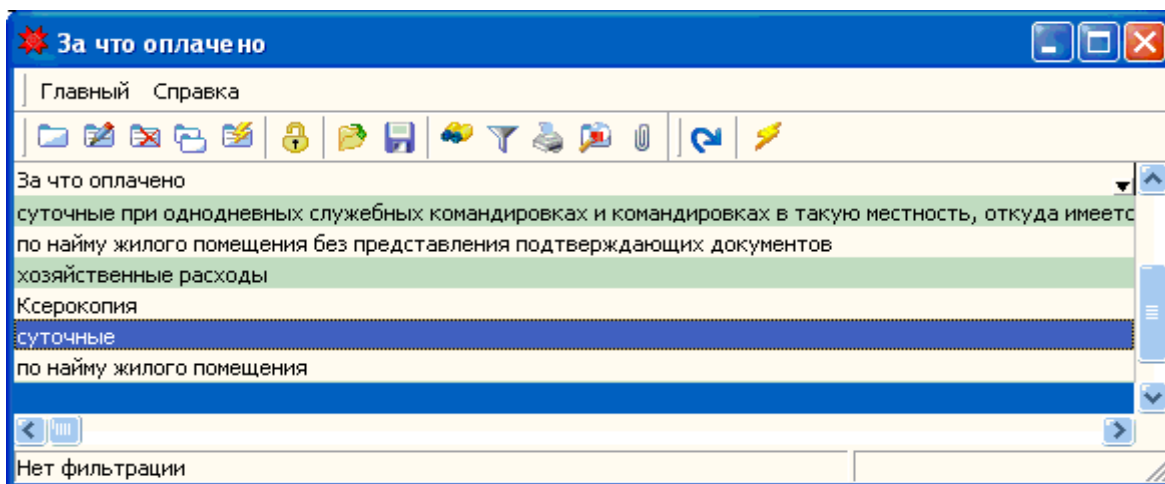 За что оплачено
Главный Справка
За что оплачено
суточные при однодневных служебных командировках и командировках в такую местность, откуда имеетс
по найму жилого помещения без представления подтверждающих документов
хозяйственные расходы
Ксерокопия
суточные
по найму жилого помещения
Нет фильтрации